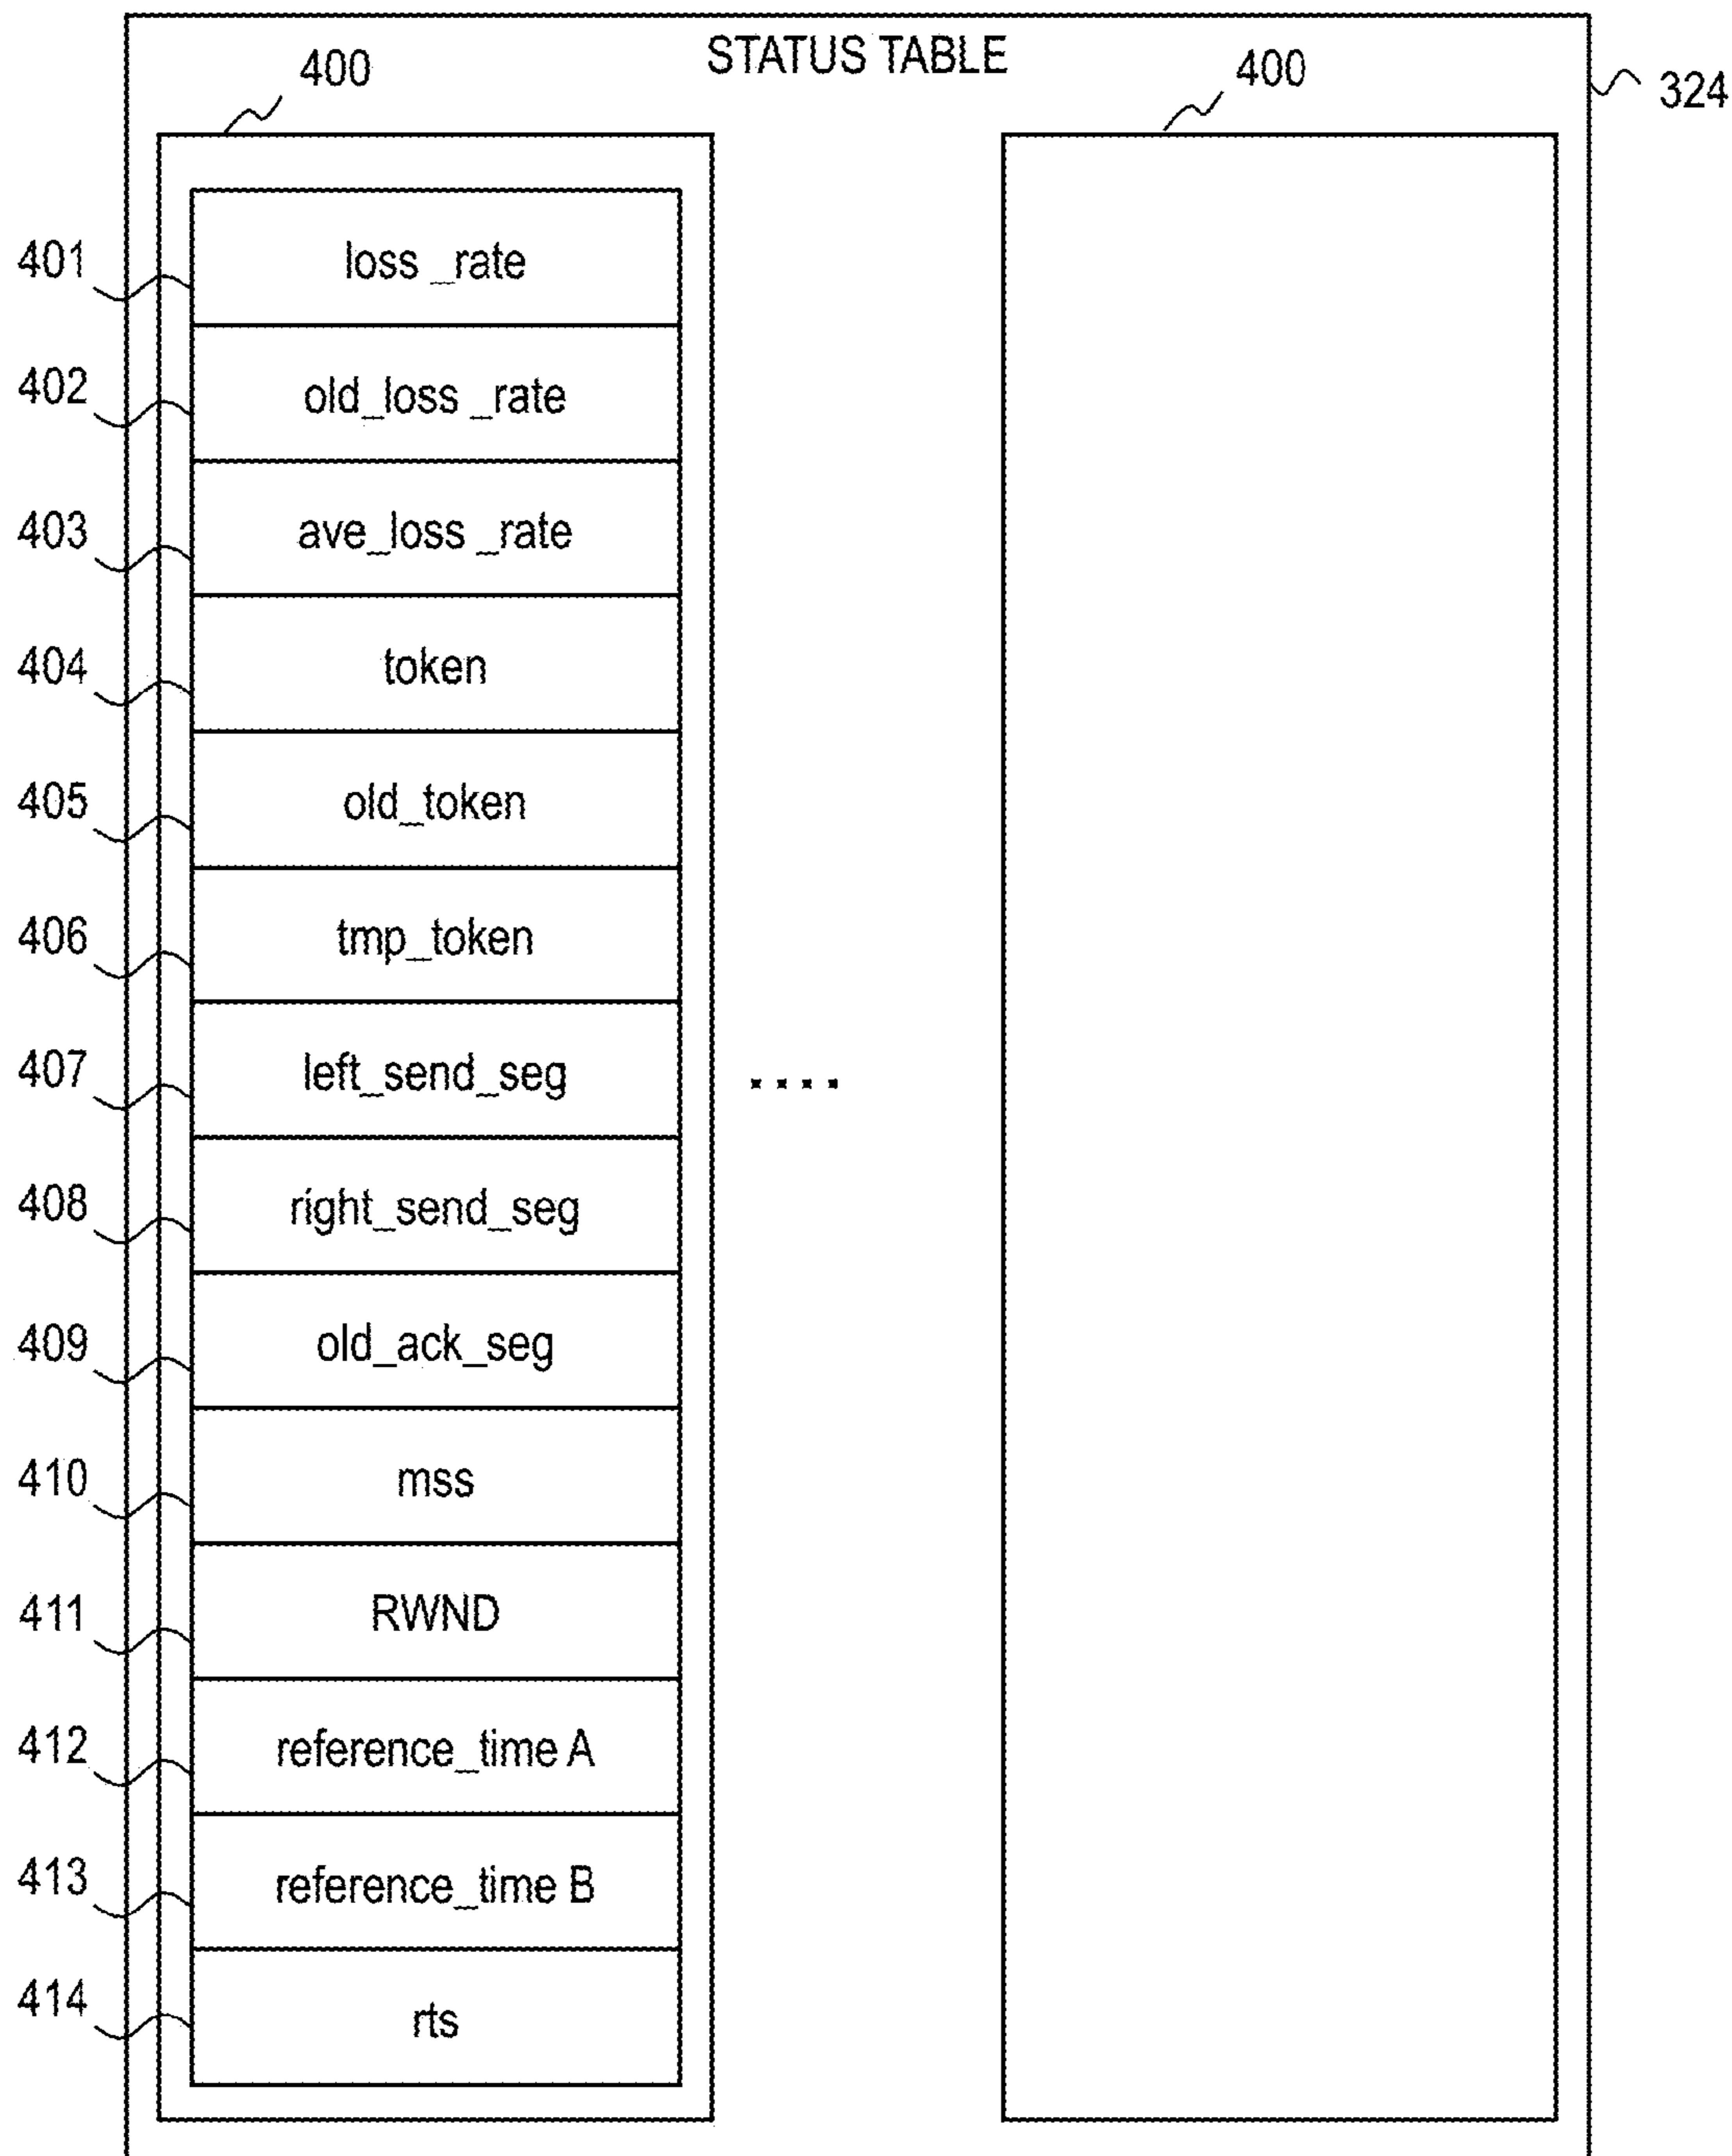 STATUS TABLE
400
400
324
401 loss _rate
402 old_loss _rate
403 ave_loss _rate
404 token
405 old_token
406 tmp_token
407 left_send_seg
....
408 right_send_seg
409 old_ack_seg
410 mss
411 RWND
412 reference_time A
413 reference_time B
414 rts